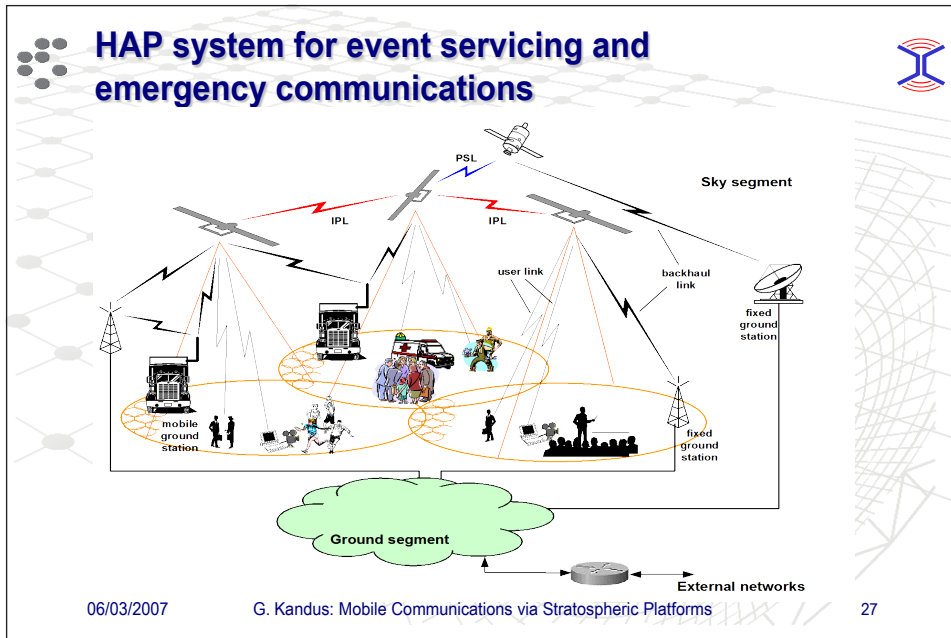 HAP system for event servicing and
emergency communications
PSL
Sky segment
IPL
IPL
user link
backhaul
link
fixed
ground
station
mobile
ground
station
fixed
ground
station
Ground segment
External networks
06/03/2007
G. Kandus: Mobile Communications via Stratospheric Platforms
27